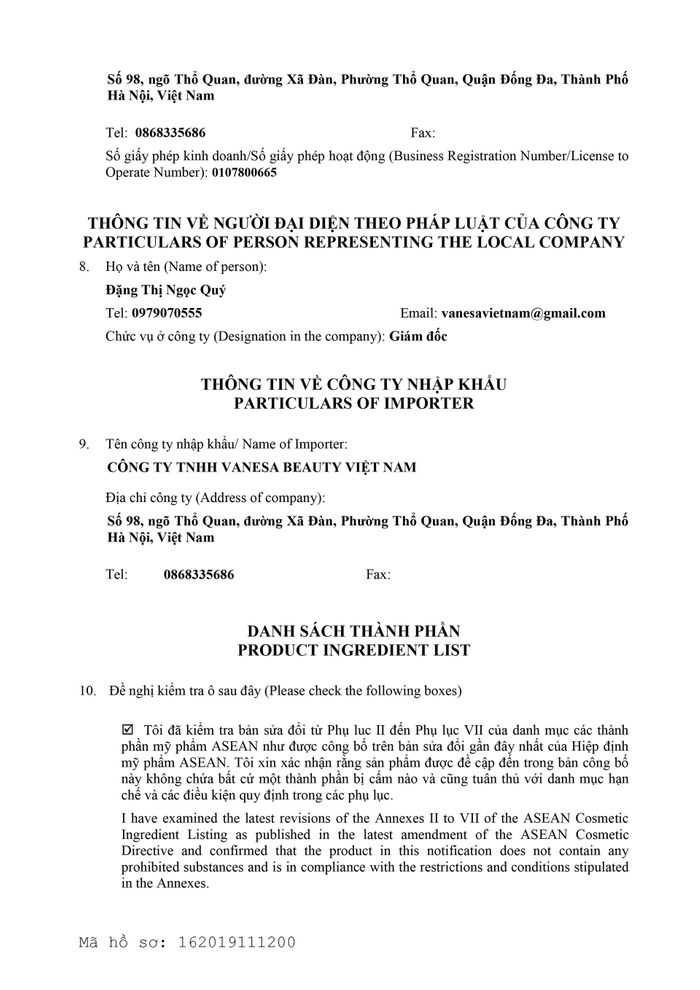 Số 98, ngõ Thổ Quan, đường Xã Đàn, Phường Thổ Quan, Quận Đống Đa, Thành Phố
Hà Nội, Việt Nam
Tel: 0868335686 Fax:
Số giấy phép kinh doanh/Số giấy phép hoạt động (Business Registration Number/License to
Operate Number): 0107800665
THÔNG TIN VỀ NGƯỜI ĐẠI DIỆN THEO PHÁP LUẬT CỦA CÔNG TY
PARTICULARS OF PERSON REPRESENTING THE LOCAL COMPANY
8. Họ và tên (Name of person):
Đặng Thị Ngọc Quý
Tel: 0979070555 Email: vanesavietnam@gmail.com
Chức vụ ở công ty (Designation in the company): Giám đốc
THÔNG TIN VỀ CÔNG TY NHẬP KHẨU
PARTICULARS OF IMPORTER
9. Tên công ty nhập khẩu/ Name of Importer:
CÔNG TY TNHH VANESA BEAUTY VIỆT NAM
Địa chỉ công ty (Address of company):
Số 98, ngõ Thổ Quan, đường Xã Đàn, Phường Thổ Quan, Quận Đống Đa, Thành Phố
Hà Nội, Việt Nam
Tel: 0868335686 Fax:
DANH SÁCH THÀNH PHẦN
PRODUCT INGREDIENT LIST
10. Đề nghị kiểm tra ô sau đây (Please check the following boxes)
☑ Tôi đã kiểm tra bản sửa đổi từ Phụ luc II đến Phụ lục VII của danh mục các thành
phần mỹ phẩm ASEAN như được công bố trên bản sửa đổi gần đây nhất của Hiệp định
mỹ phẩm ASEAN. Tôi xin xác nhận rằng sản phẩm được đề cập đến trong bản công bố
này không chứa bất cứ một thành phần bị cấm nào và cũng tuân thủ với danh mục hạn
chế và các điều kiện quy định trong các phụ lục.
I have examined the latest revisions of the Annexes II to VII of the ASEAN Cosmetic
Ingredient Listing as published in the latest amendment of the ASEAN Cosmetic
Directive and confirmed that the product in this notification does not contain any
prohibited substances and is in compliance with the restrictions and conditions stipulated
in the Annexes.
Mã hồ sơ: 162019111200